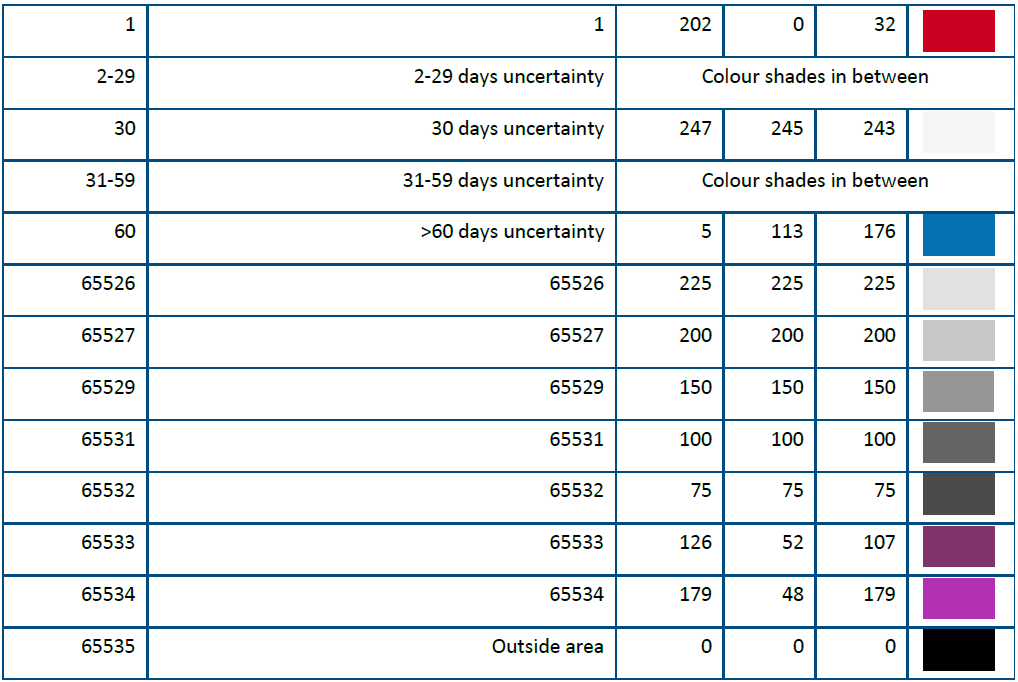 1 1 202 0 32
2-29 2-29 days uncertainty Colour shades in between
30 30 days uncertainty 247 245 243
31-59 31-59 days uncertainty Colour shades in between
60 >60 days uncertainty 5 113 176
65526 65526 225 225 225
65527 65527 200 200 200
65529 65529 150 150 150
65531 65531 100 100 100
65532 65532 75 75 75
65533 65533 126 52 107
65534 65534 179 48 179
65535 Outside area 0 0 0